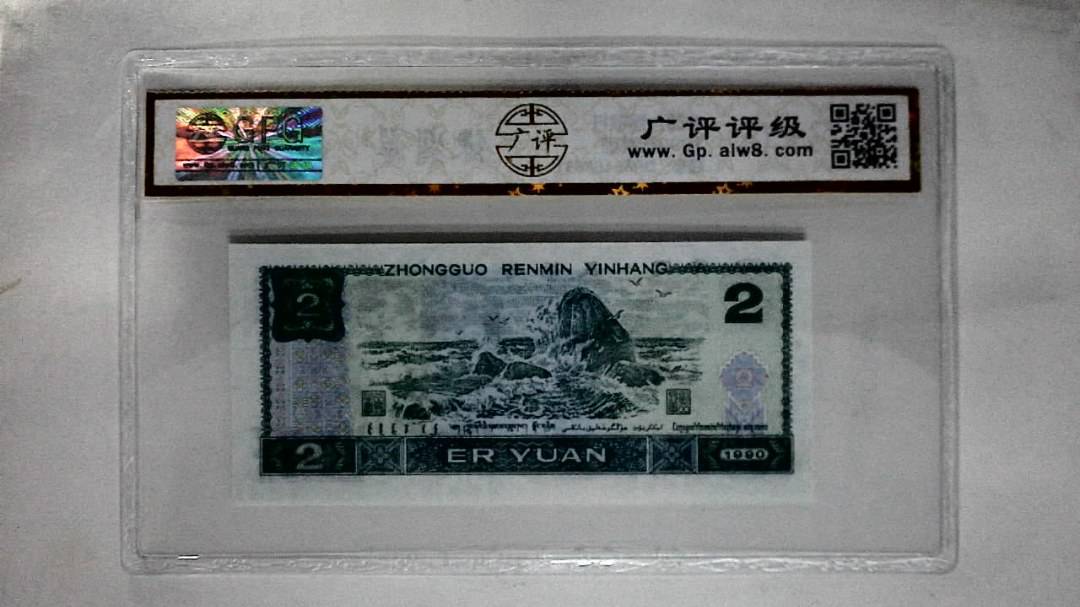 GFG
广评
广评评级
www. Gp. alw8. com
ZHONGGUO RENMIN YINHANG
2
2
2
ER YUAN
1990